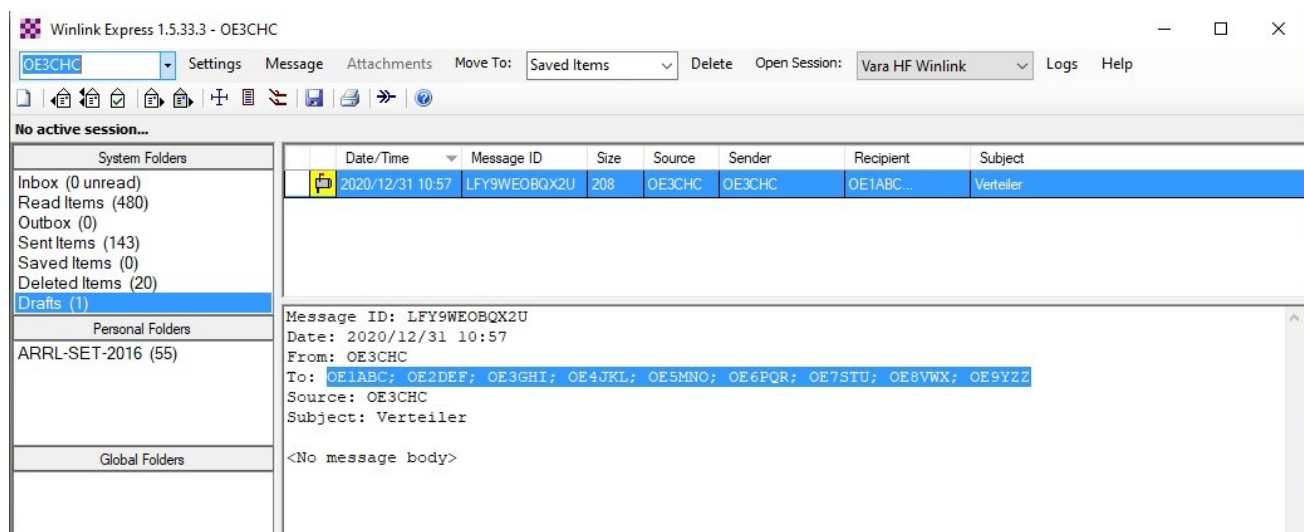 Winlink Express 1.5.33.3 - OE3CHC
OE3CHC Settings Message Attachments Move To: Saved Items Delete Open Session: Vara HF Winlink Logs Help
No active session...
System Folders
Inbox (0 unread)
Read Items (480)
Outbox (0)
Sent Items (143)
Saved Items (0)
Deleted Items (20)
Drafts (1)
Personal Folders
ARRL-SET-2016 (55)
Global Folders
Date/Time Message ID Size Source Sender Recipient Subject
2020/12/31 10:57 LFY9WEOBQX2U 208 OE3CHC OE3CHC OE1ABC... Verteiler
Message ID: LFY9WEOBQX2U
Date: 2020/12/31 10:57
From: OE3CHC
To: OE1ABC; OE2DEF; OE3GHI; OE4JKL; OE5MNO; OE6PQR; OE7STU; OE8VWX; OE9YZZ
Source: OE3CHC
Subject: Verteiler
<No message body>